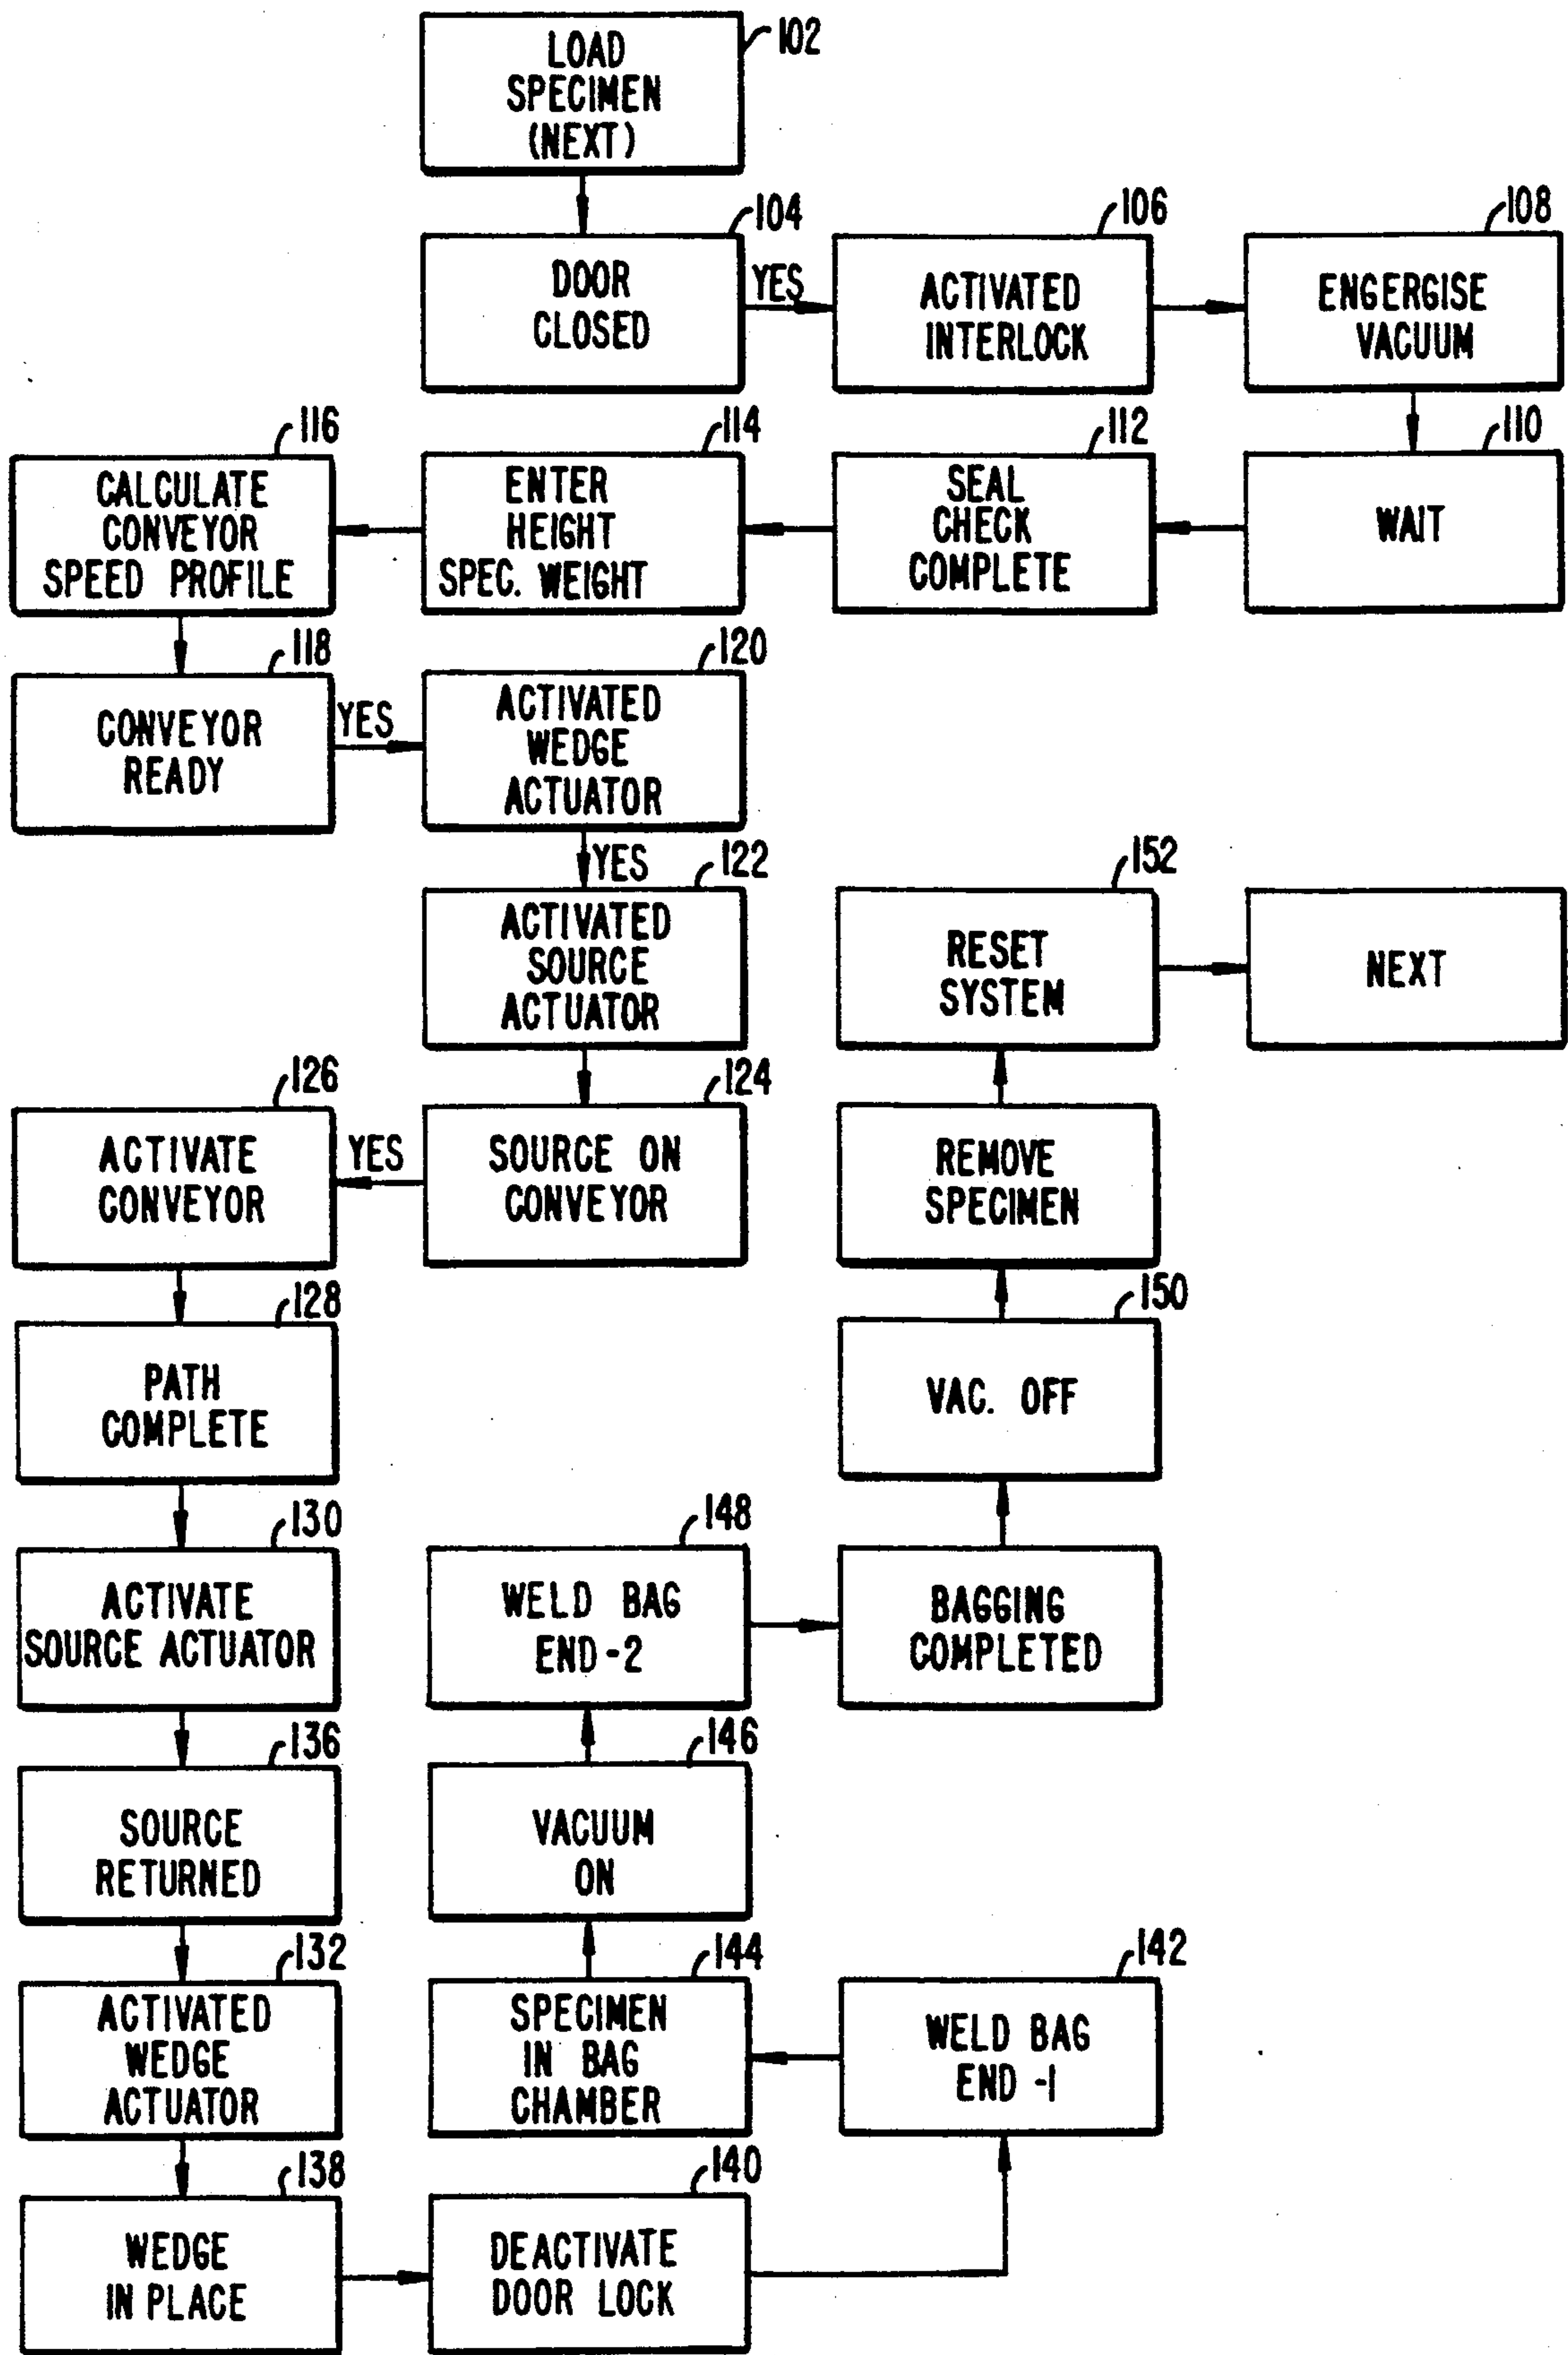 102
LOAD
SPECIMEN
(NEXT)
104
DOOR
CLOSED
YES
106
ACTIVATED
INTERLOCK
108
ENGERGISE
VACUUM
110
WAIT
112
SEAL
CHECK
COMPLETE
114
ENTER
HEIGHT
SPEC. WEIGHT
116
CALCULATE
CONVEYOR
SPEED PROFILE
118
CONVEYOR
READY
YES
120
ACTIVATED
WEDGE
ACTUATOR
YES
122
ACTIVATED
SOURCE
ACTUATOR
124
SOURCE ON
CONVEYOR
YES
126
ACTIVATE
CONVEYOR
128
PATH
COMPLETE
130
ACTIVATE
SOURCE ACTUATOR
136
SOURCE
RETURNED
132
ACTIVATED
WEDGE
ACTUATOR
138
WEDGE
IN PLACE
140
DEACTIVATE
DOOR LOCK
142
WELD BAG
END -1
144
SPECIMEN
IN BAG
CHAMBER
146
VACUUM
ON
148
WELD BAG
END -2
BAGGING
COMPLETED
150
VAC. OFF
REMOVE
SPECIMEN
152
RESET
SYSTEM
NEXT